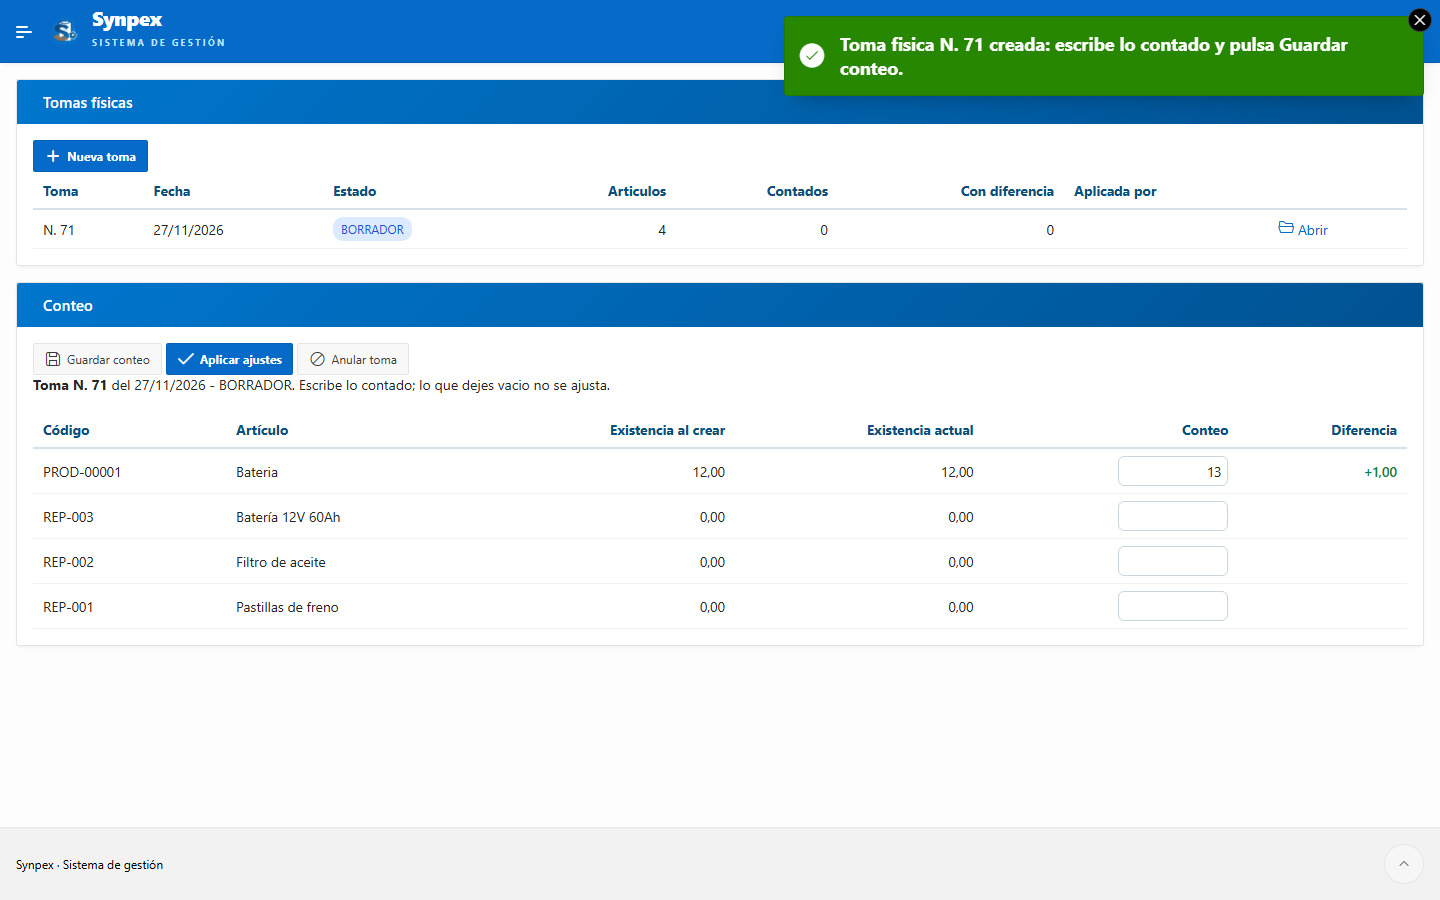 Synpex
SISTEMA DE GESTIÓN
Toma fisica N. 71 creada: escribe lo contado y pulsa Guardar
conteo.
Tomas físicas
Nueva toma
Toma Fecha Estado Articulos Contados Con diferencia Aplicada por
N. 71 27/11/2026 BORRADOR 4 0 0 Abrir
Conteo
Guardar conteo Aplicar ajustes Anular toma
Toma N. 71 del 27/11/2026 - BORRADOR. Escribe lo contado; lo que dejes vacio no se ajusta.
Código Artículo Existencia al crear Existencia actual Conteo Diferencia
PROD-00001 Bateria 12,00 12,00 13 +1,00
REP-003 Batería 12V 60Ah 0,00 0,00
REP-002 Filtro de aceite 0,00 0,00
REP-001 Pastillas de freno 0,00 0,00
Synpex · Sistema de gestión